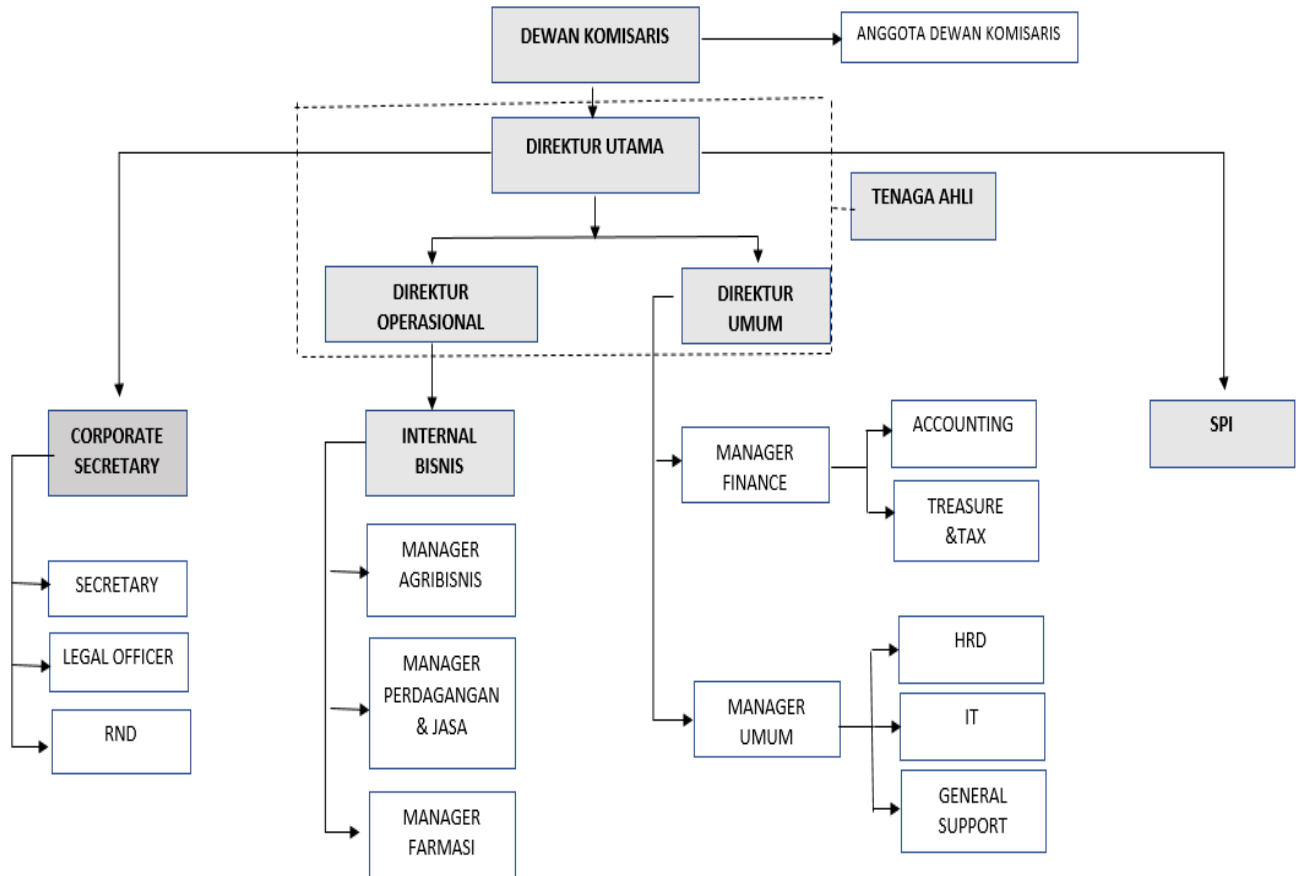 DEWAN KOMISARIS
ANGGOTA DEWAN KOMISARIS
DIREKTUR UTAMA
TENAGA AHLI
DIREKTUR
OPERASIONAL
DIREKTUR
UMUM
CORPORATE
SECRETARY
SECRETARY
LEGAL OFFICER
RND
INTERNAL
BISNIS
MANAGER
AGRIBISNIS
MANAGER
PERDAGANGAN
& JASA
MANAGER
FARMASI
MANAGER
FINANCE
ACCOUNTING
TREASURE
&TAX
MANAGER
UMUM
HRD
IT
GENERAL
SUPPORT
SPI